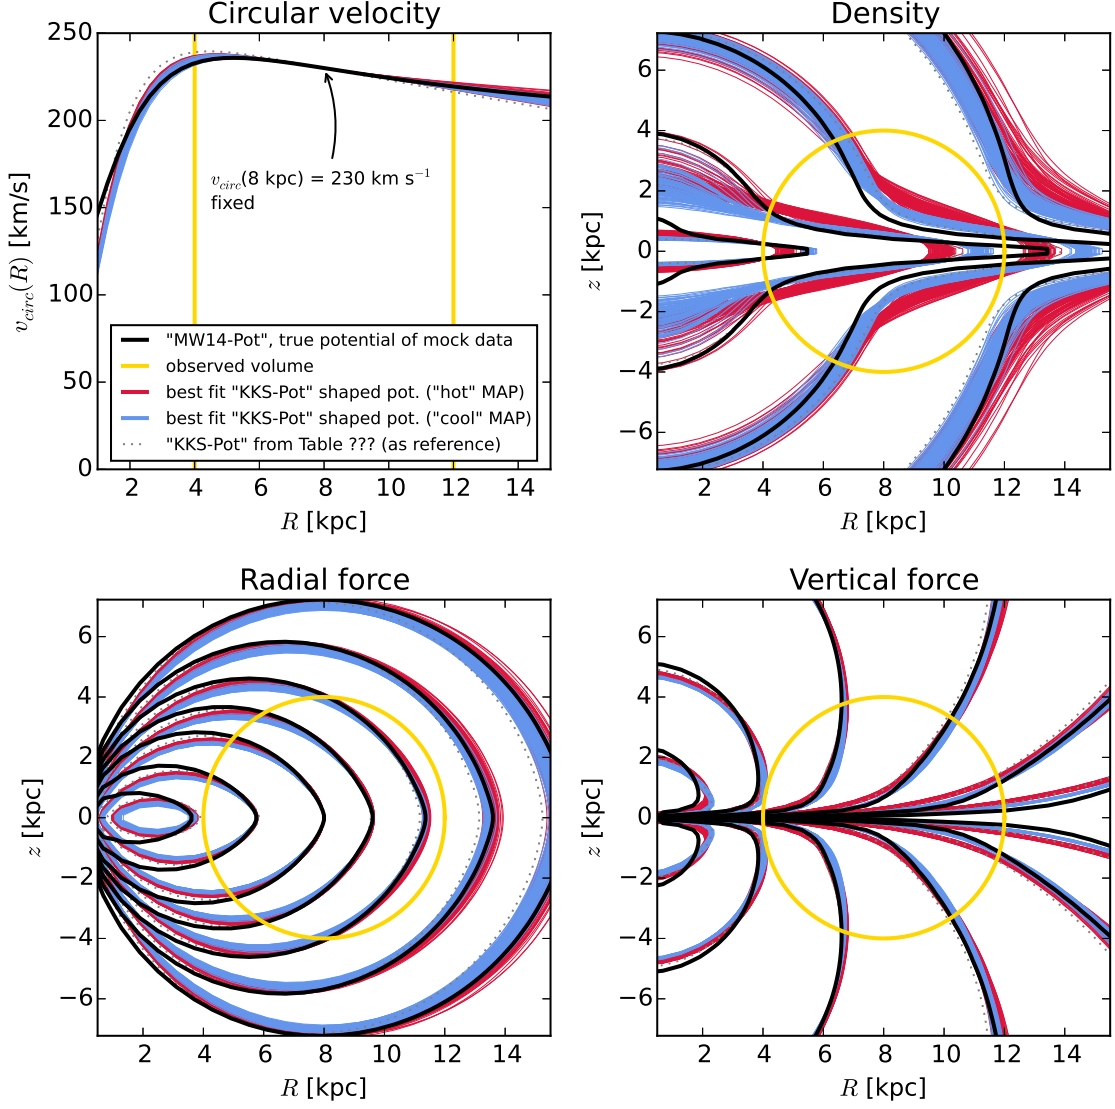 Circular velocity
250
200
150
100
50
0
v_circ(R) [km/s]
v_circ(8 kpc) = 230 km s⁻¹
fixed
"MW14-Pot", true potential of mock data
observed volume
best fit "KKS-Pot" shaped pot. ("hot" MAP)
best fit "KKS-Pot" shaped pot. ("cool" MAP)
"KKS-Pot" from Table ??? (as reference)
2 4 6 8 10 12 14
R [kpc]
Density
6
4
2
0
−2
−4
−6
z [kpc]
2 4 6 8 10 12 14
R [kpc]
Radial force
6
4
2
0
−2
−4
−6
z [kpc]
2 4 6 8 10 12 14
R [kpc]
Vertical force
6
4
2
0
−2
−4
−6
z [kpc]
2 4 6 8 10 12 14
R [kpc]